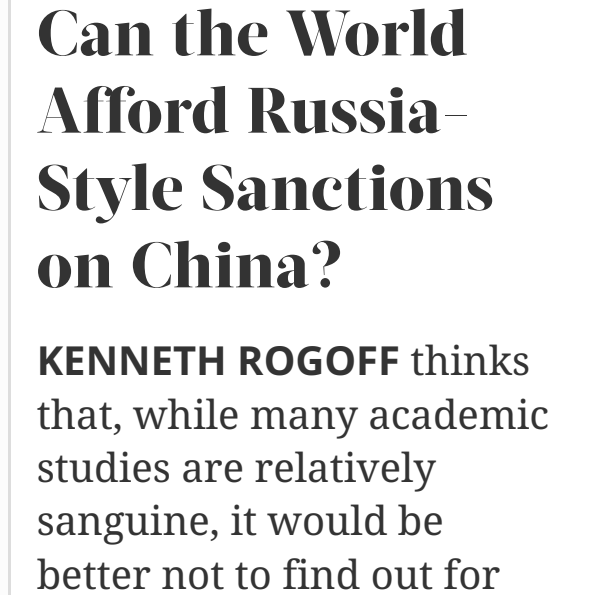 Can the World
Afford Russia-
Style Sanctions
on China?
KENNETH ROGOFF thinks
that, while many academic
studies are relatively
sanguine, it would be
better not to find out for